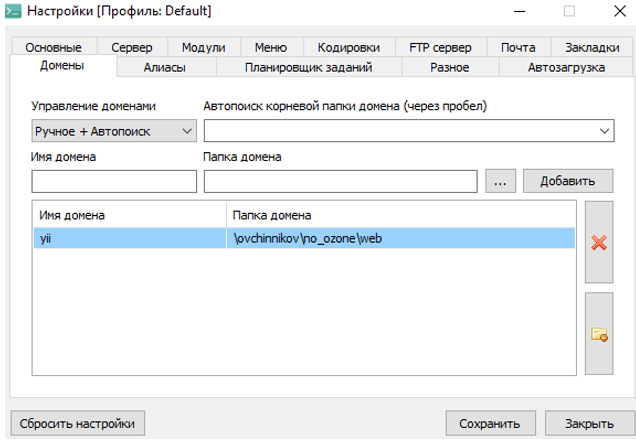 Настройки [Профиль: Default]
Основные Сервер Модули Меню Кодировки FTP сервер Почта Закладки
Домены Алиасы Планировщик заданий Разное Автозагрузка
Управление доменами Автопоиск корневой папки домена (через пробел)
Ручное + Автопоиск
Имя домена Папка домена
... Добавить
Имя домена Папка домена
yii \ovchinnikov\no_ozone\web
Сбросить настройки Сохранить Закрыть